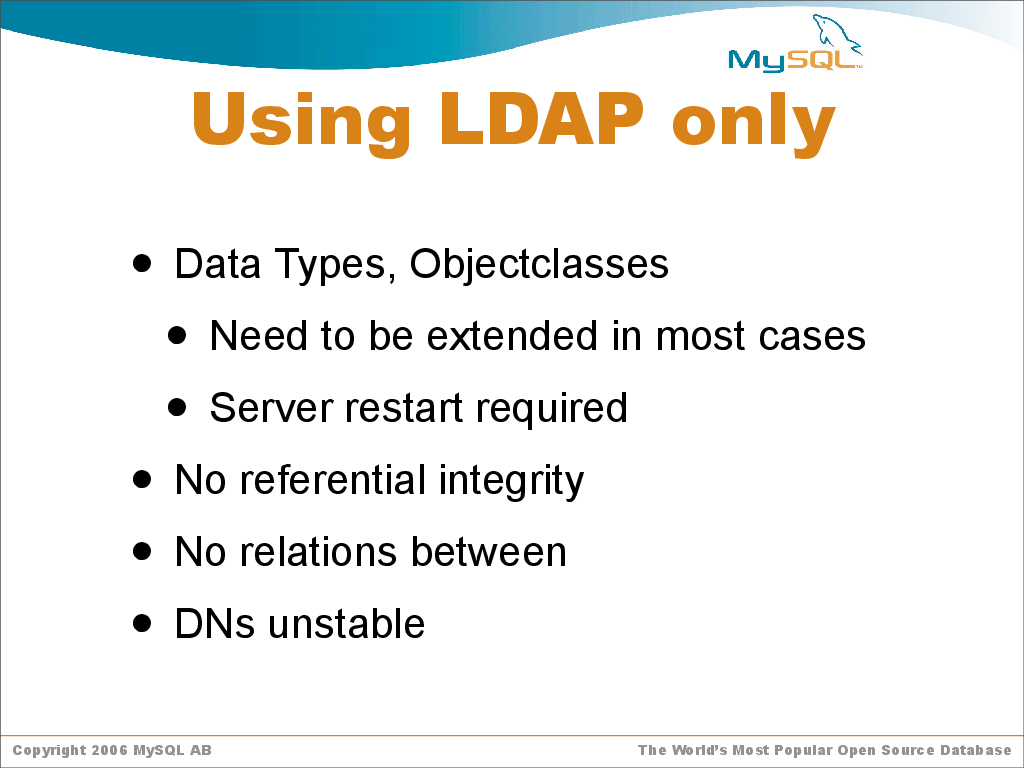 MySQL™
Using LDAP only
• Data Types, Objectclasses
• Need to be extended in most cases
• Server restart required
• No referential integrity
• No relations between
• DNs unstable
Copyright 2006 MySQL AB
The World's Most Popular Open Source Database